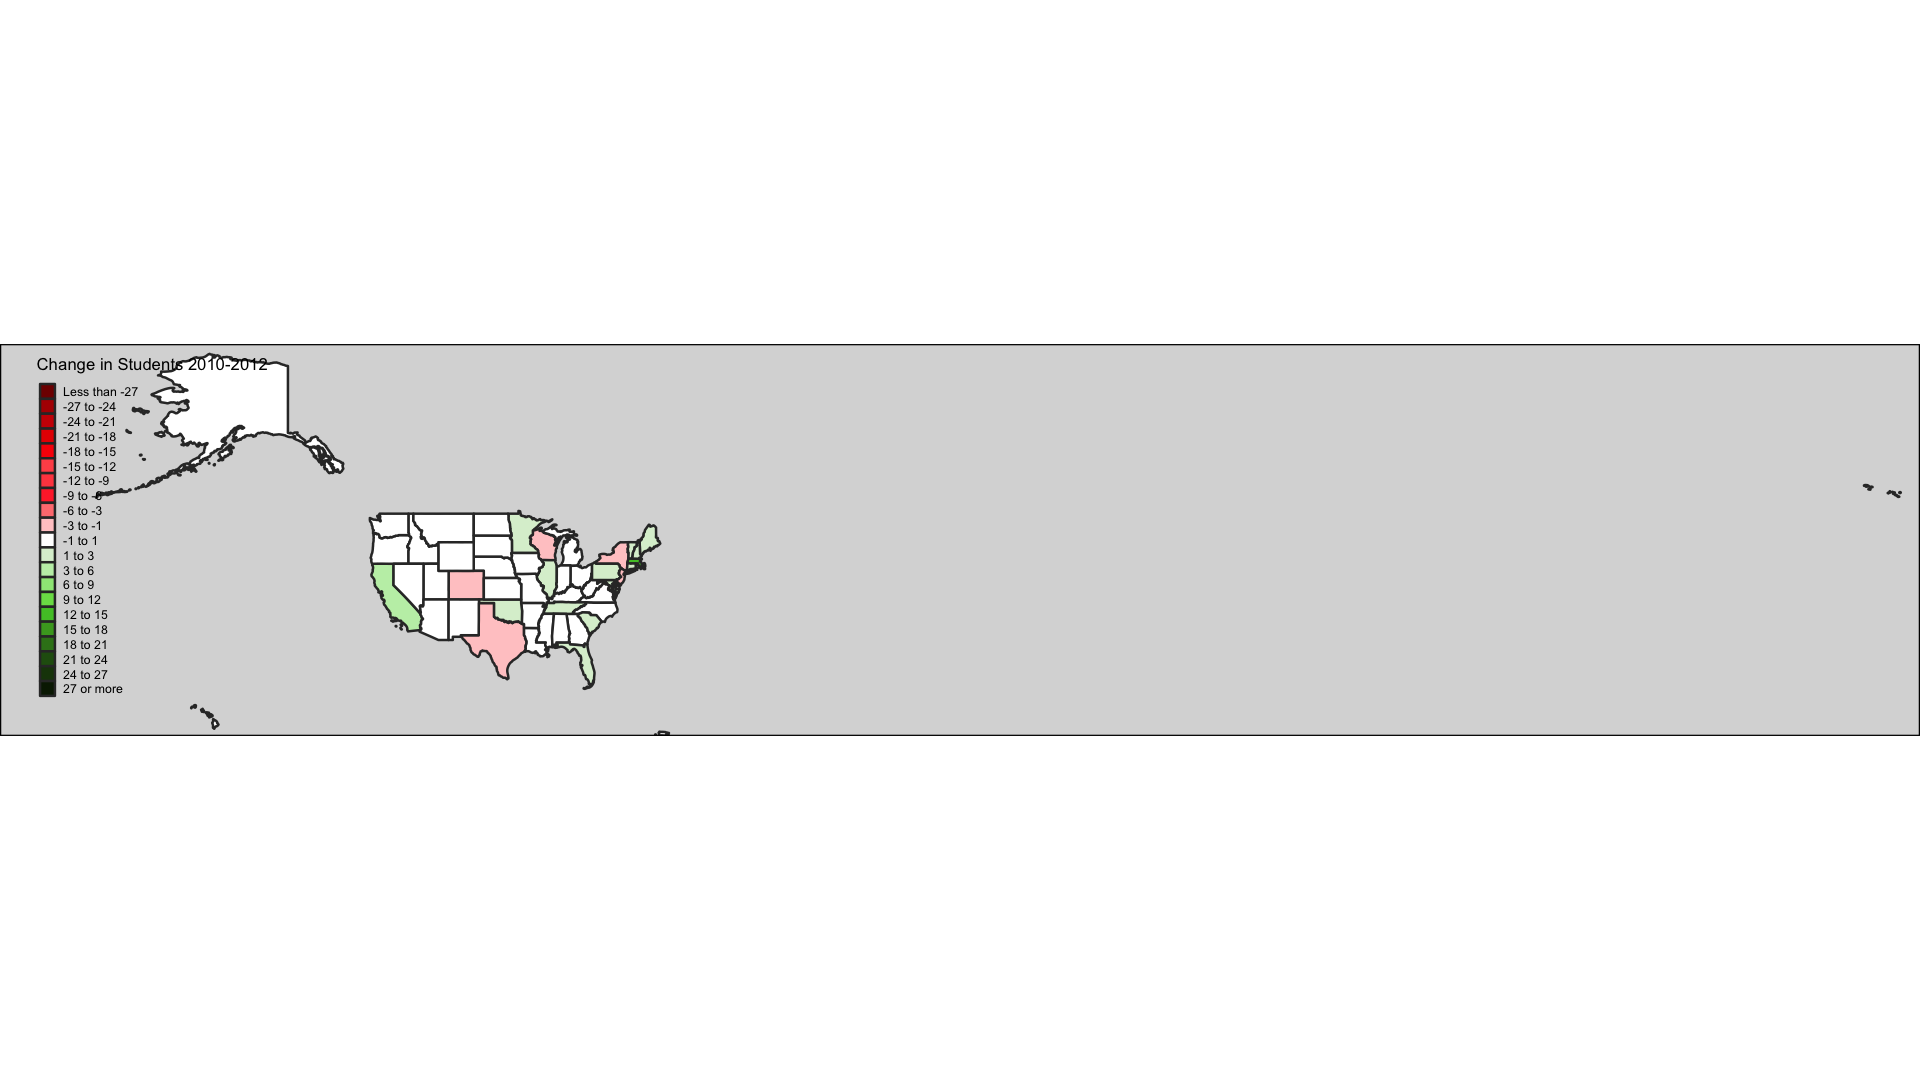 Change in Students 2010-2012
Less than -27
-27 to -24
-24 to -21
-21 to -18
-18 to -15
-15 to -12
-12 to -9
-9 to -6
-6 to -3
-3 to -1
-1 to 1
1 to 3
3 to 6
6 to 9
9 to 12
12 to 15
15 to 18
18 to 21
21 to 24
24 to 27
27 or more